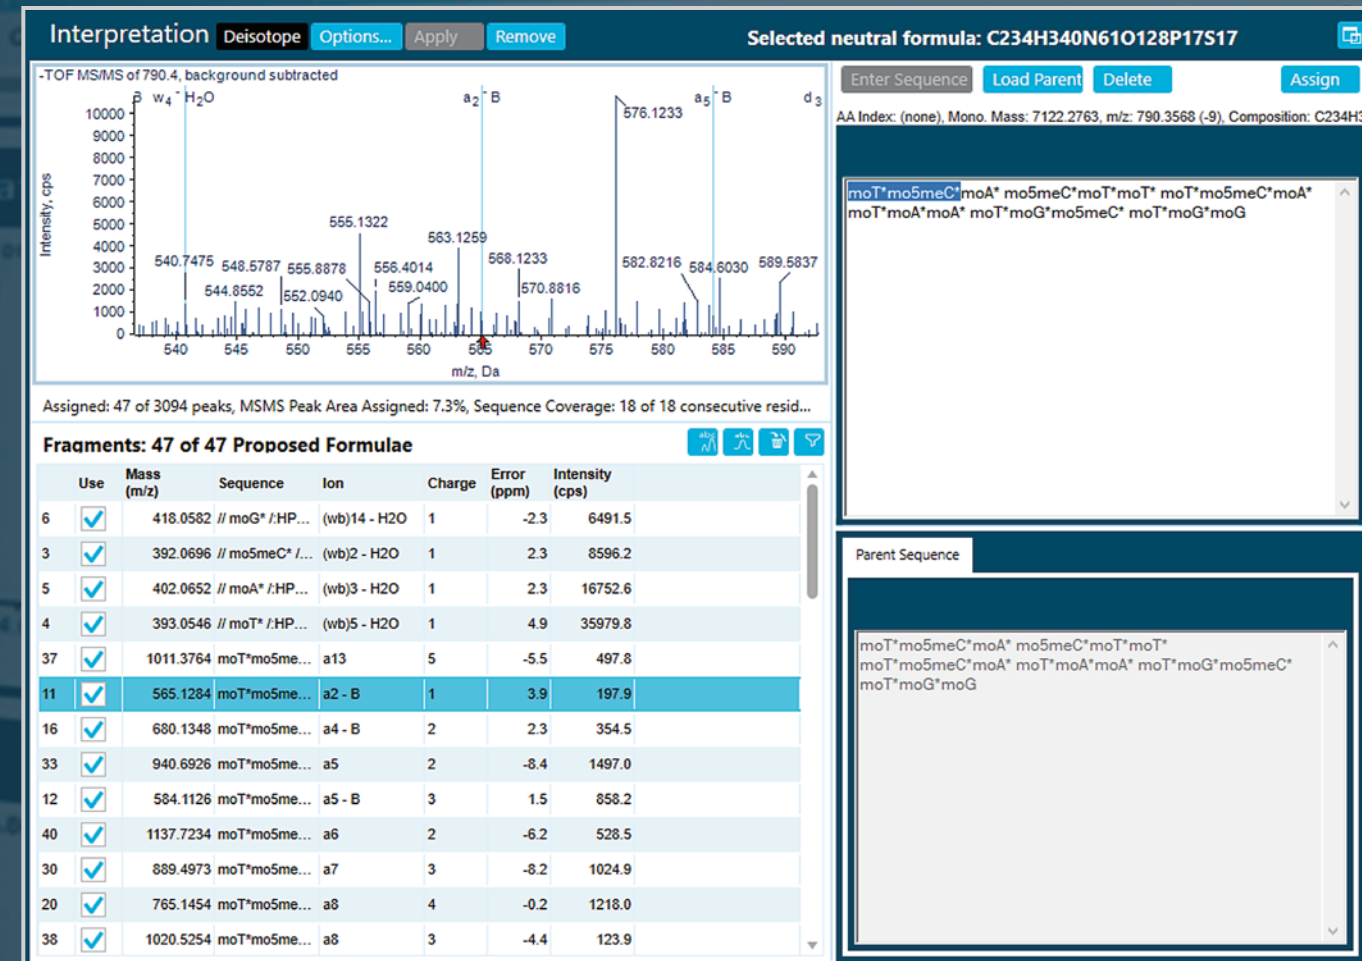 Interpretation Deisotope Options... Apply Remove Selected neutral formula: C234H340N61O128P17S17
-TOF MS/MS of 790.4, background subtracted
B w4 - H2O a2 - B a5 - B d3
Intensity, cps
10000
9000
8000
7000
6000
5000
4000
3000
2000
1000
0
576.1233
555.1322
563.1259
540.7475 548.5787 555.8878 556.4014 568.1233 582.8216 584.6030 589.5837
544.8552 552.0940 559.0400 570.8816
540 545 550 555 560 565 570 575 580 585 590
m/z, Da
Assigned: 47 of 3094 peaks, MSMS Peak Area Assigned: 7.3%, Sequence Coverage: 18 of 18 consecutive resid...
Fragments: 47 of 47 Proposed Formulae
Use Mass (m/z) Sequence Ion Charge Error (ppm) Intensity (cps)
6 418.0582 // moG* /:HP... (wb)14 - H2O 1 -2.3 6491.5
3 392.0696 // mo5meC* /... (wb)2 - H2O 1 2.3 8596.2
5 402.0652 // moA* /:HP... (wb)3 - H2O 1 2.3 16752.6
4 393.0546 // moT* /:HP... (wb)5 - H2O 1 4.9 35979.8
37 1011.3764 moT*mo5me... a13 5 -5.5 497.8
11 565.1284 moT*mo5me... a2 - B 1 3.9 197.9
16 680.1348 moT*mo5me... a4 - B 2 2.3 354.5
33 940.6926 moT*mo5me... a5 2 -8.4 1497.0
12 584.1126 moT*mo5me... a5 - B 3 1.5 858.2
40 1137.7234 moT*mo5me... a6 2 -6.2 528.5
30 889.4973 moT*mo5me... a7 3 -8.2 1024.9
20 765.1454 moT*mo5me... a8 4 -0.2 1218.0
38 1020.5254 moT*mo5me... a8 3 -4.4 123.9
Enter Sequence Load Parent Delete Assign
AA Index: (none), Mono. Mass: 7122.2763, m/z: 790.3568 (-9), Composition: C234H3
moT*mo5meC*moA* mo5meC*moT*moT* moT*mo5meC*moA*
moT*moA*moA* moT*moG*mo5meC* moT*moG*moG
Parent Sequence
moT*mo5meC*moA* mo5meC*moT*moT*
moT*mo5meC*moA* moT*moA*moA* moT*moG*mo5meC*
moT*moG*moG